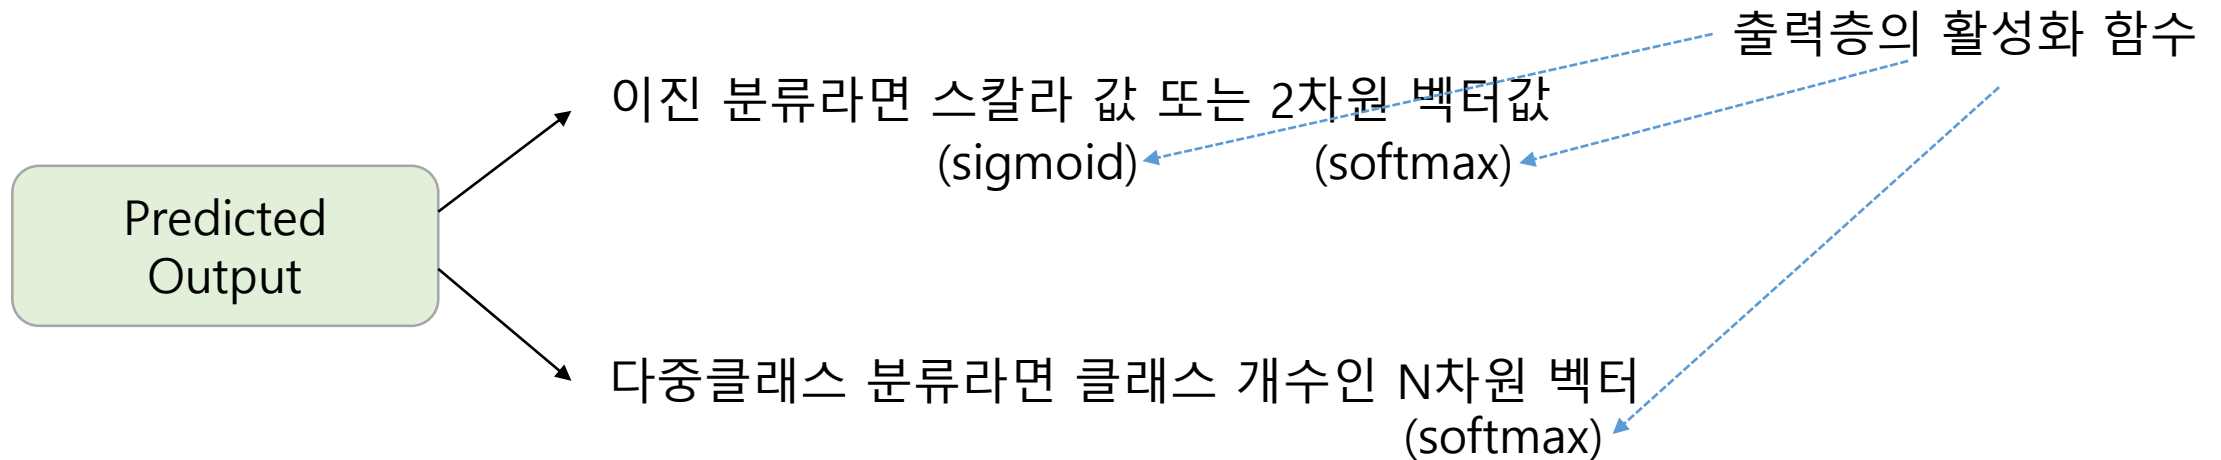 출력층의 활성화 함수
이진 분류라면 스칼라 값 또는 2차원 벡터값
(sigmoid) (softmax)
Predicted
Output
다중클래스 분류라면 클래스 개수인 N차원 벡터
(softmax)